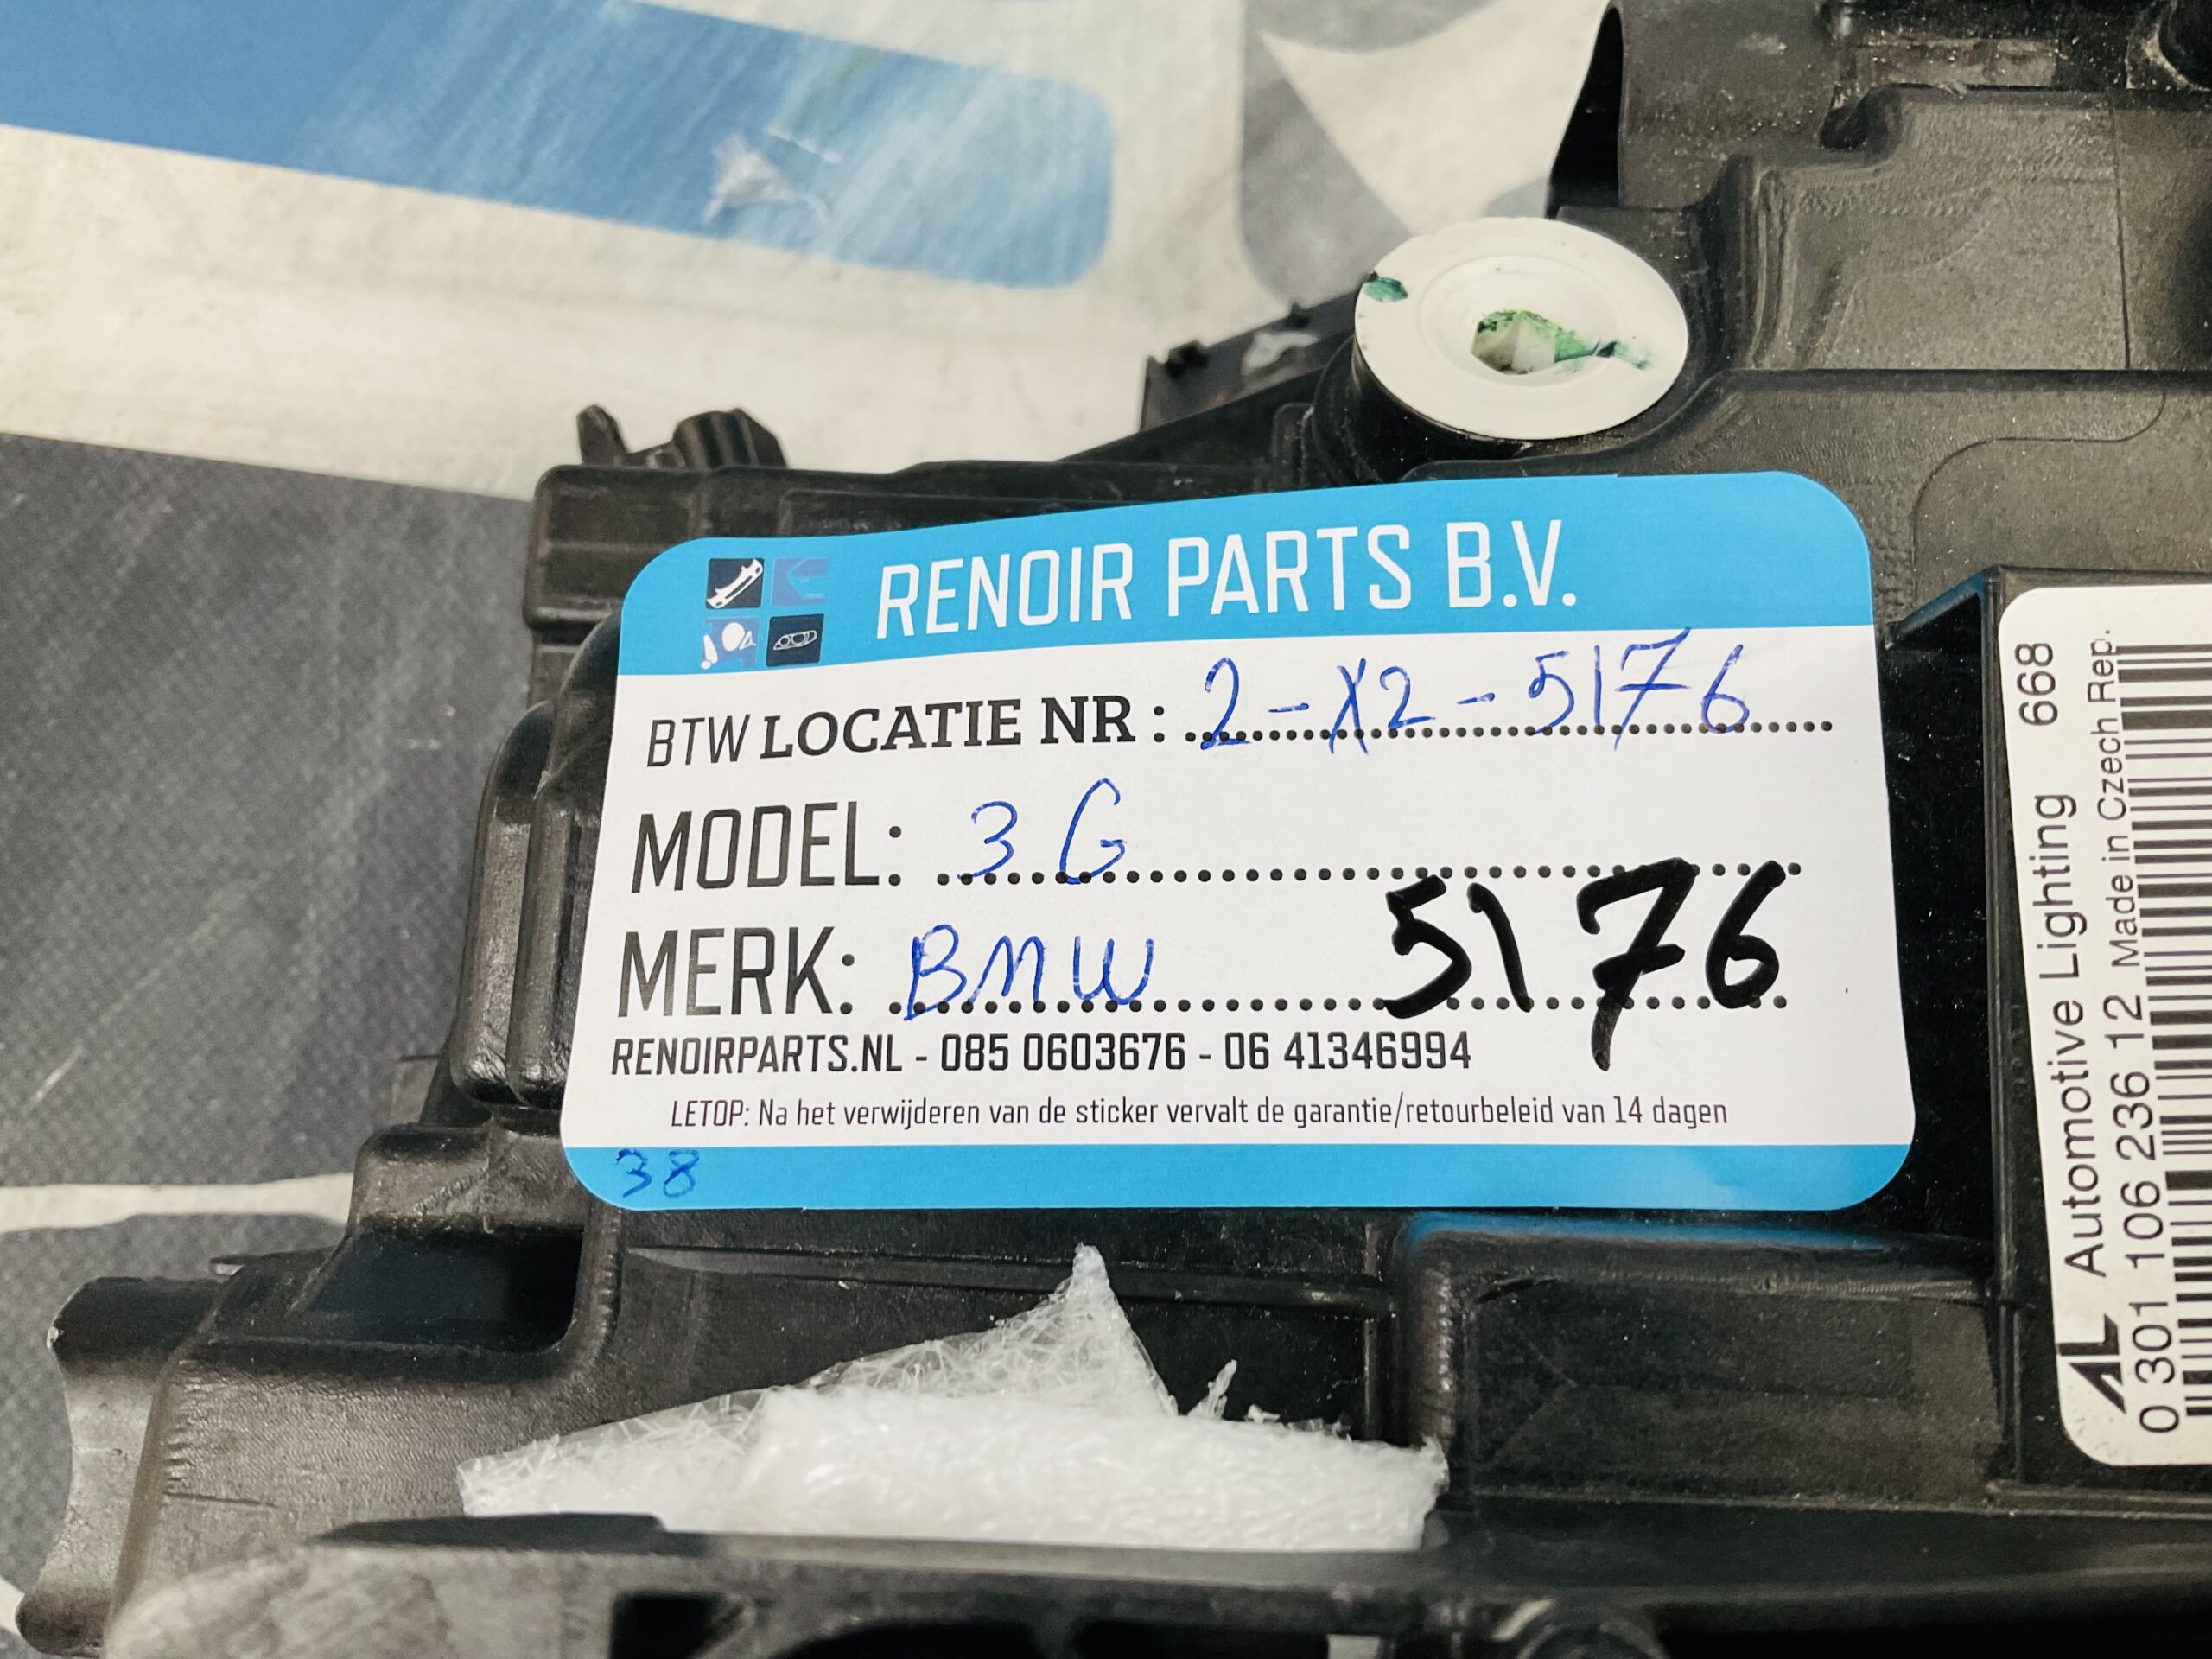 RENOIR PARTS B.V.
BTW LOCATIE NR : 2-X2-5176
MODEL: 3 G
MERK: BMW 5176
RENOIRPARTS.NL - 085 0603676 - 06 41346994
LETOP: Na het verwijderen van de sticker vervalt de garantie/retourbeleid van 14 dagen
38
AL Automotive Lighting 668
0 301 106 236 12 Made in Czech Rep.